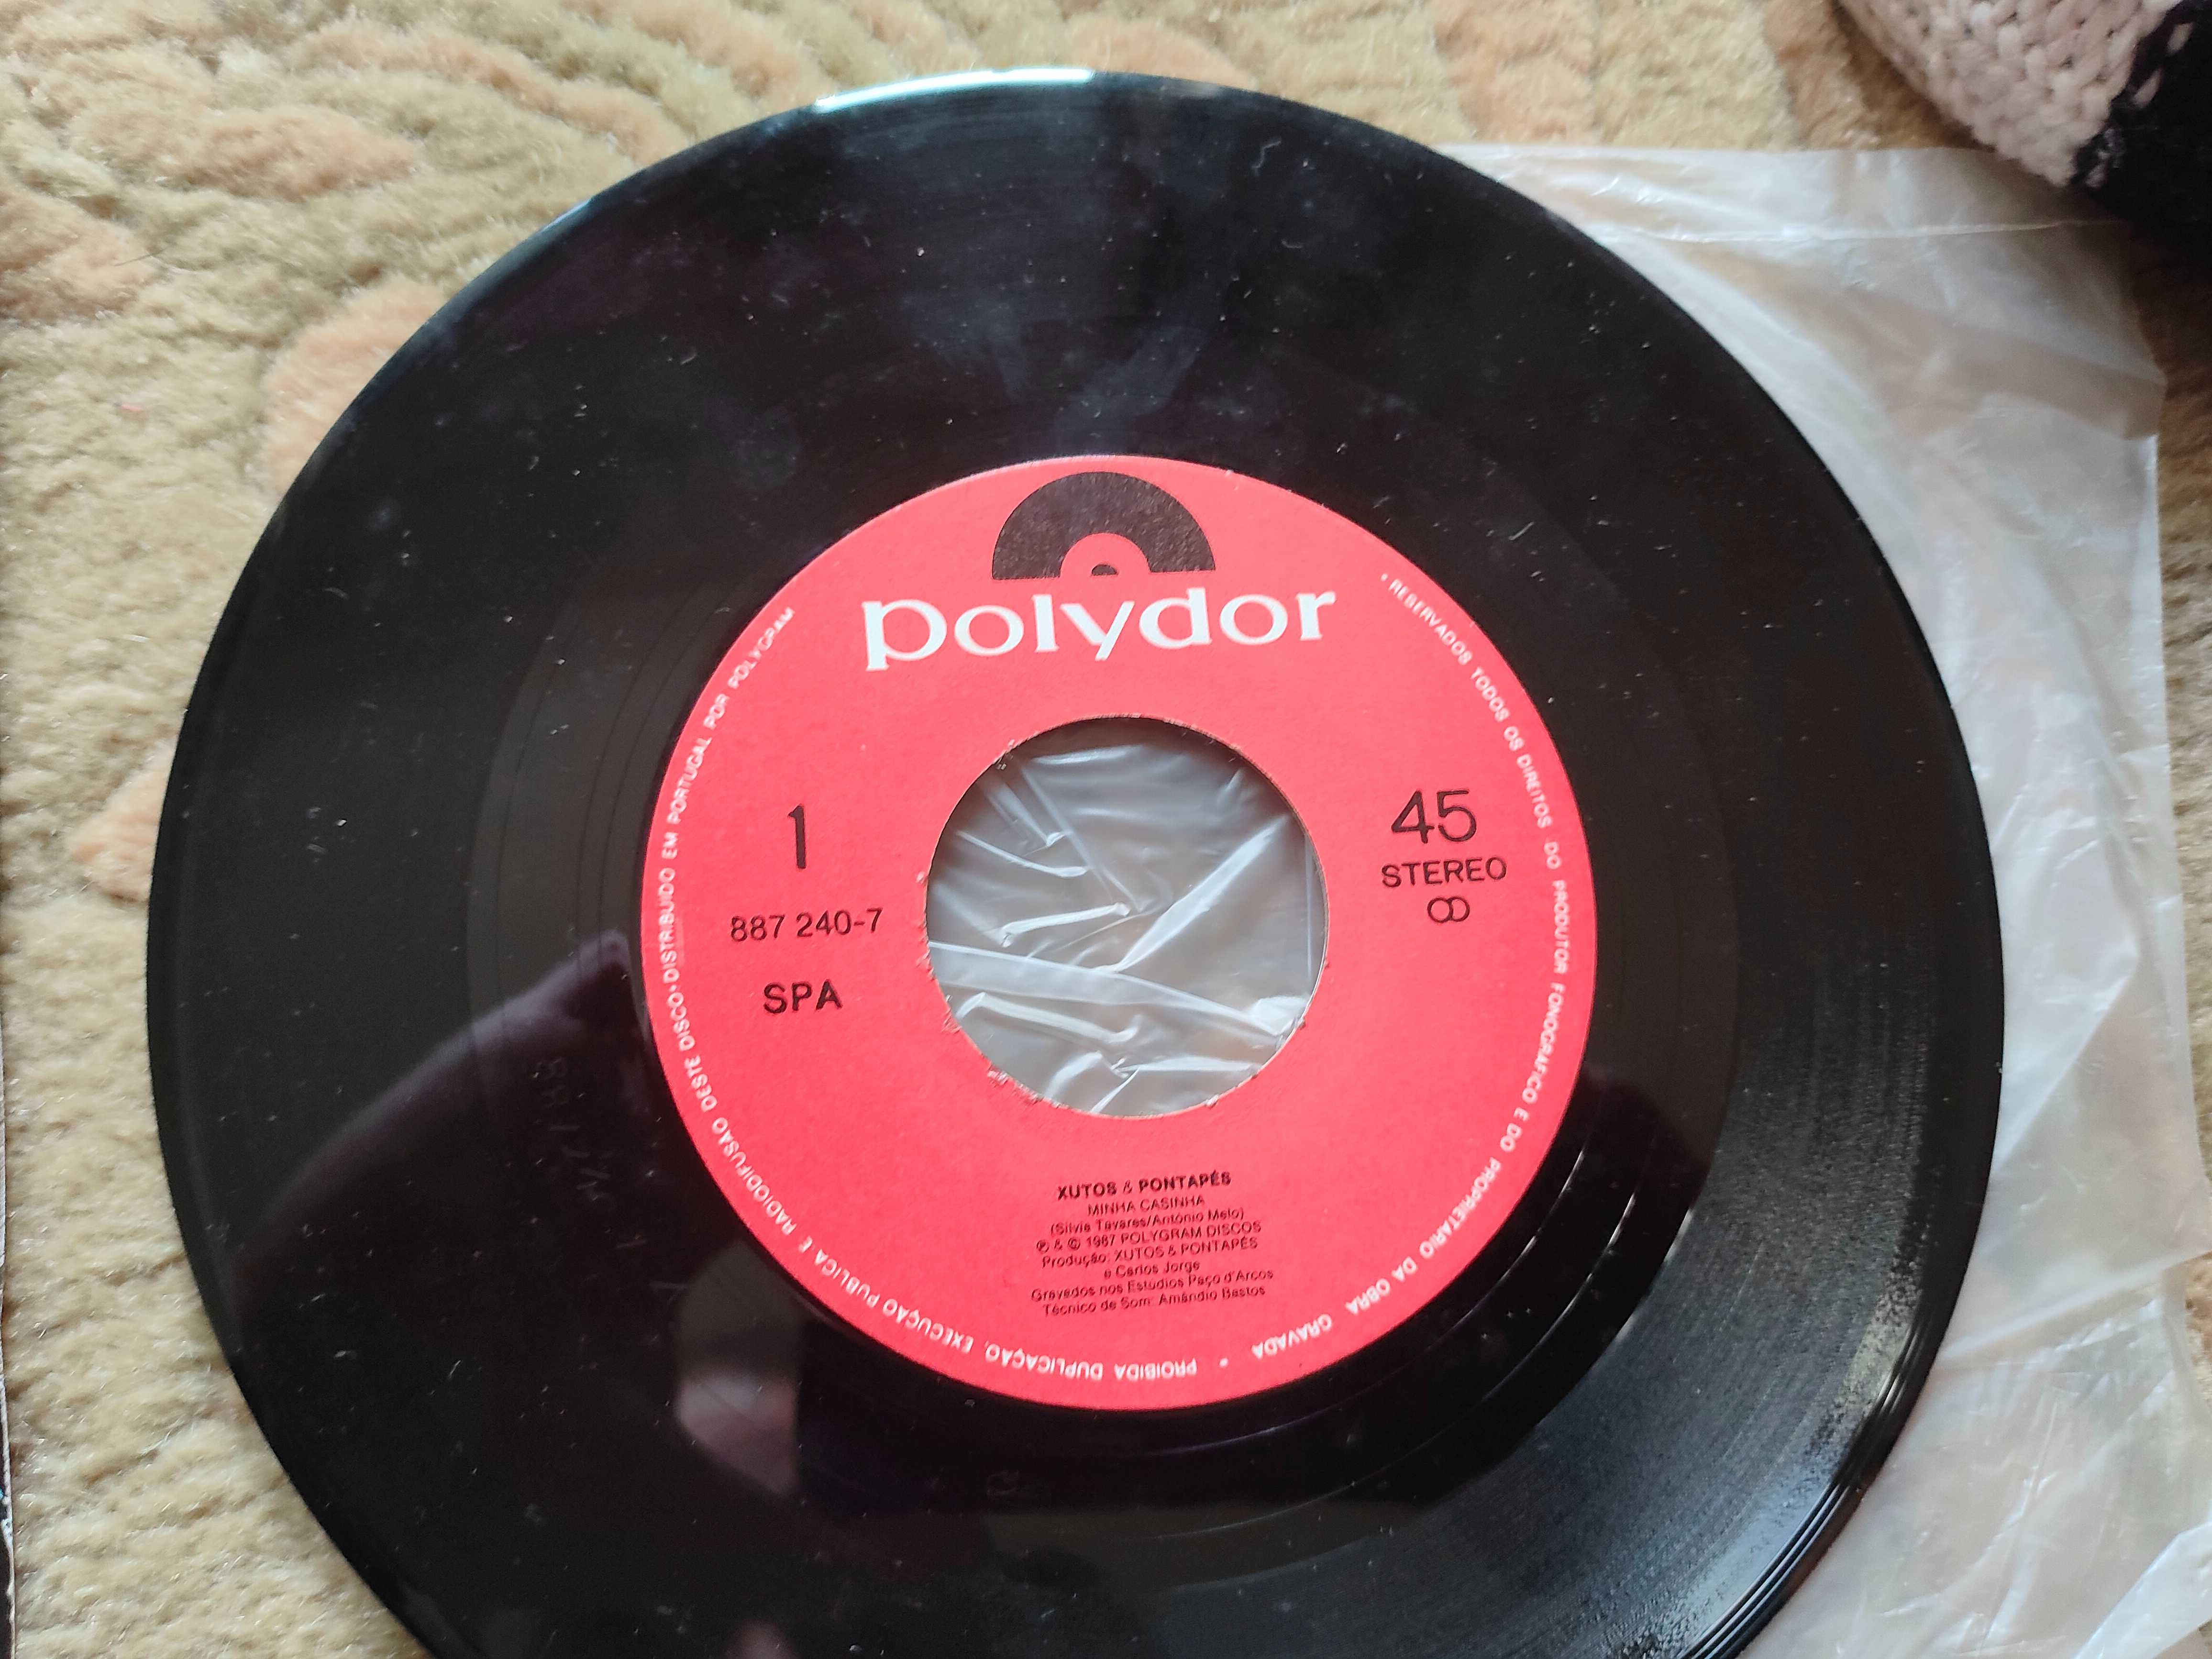 polydor
1
887 240-7
SPA
45
STEREO
XUTOS & PONTAPÉS
MINHA CASINHA
(Silvia Tavares/António Melo)
℗ & © 1987 POLYGRAM DISCOS
Produção: XUTOS & PONTAPÉS
e Carlos Jorge
Gravados nos Estúdios Paço d'Arcos
Técnico de Som: Amândio Bastos
• RESERVADOS TODOS OS DIREITOS DO PRODUTOR FONOGRÁFICO E DO PROPRIETARIO DA OBRA GRAVADA • PROIBIDA DUPLICAÇÃO, EXECUÇÃO PUBLICA E RADIODIFUSÃO DESTE DISCO • DISTRIBUIDO EM PORTUGAL POR POLYGRAM